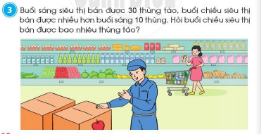 3 Buổi sáng siêu thị bán được 30 thùng táo, buổi chiều siêu thị
bán được nhiều hơn buổi sáng 10 thùng. Hỏi buổi chiều siêu thị
bán được bao nhiêu thùng táo?